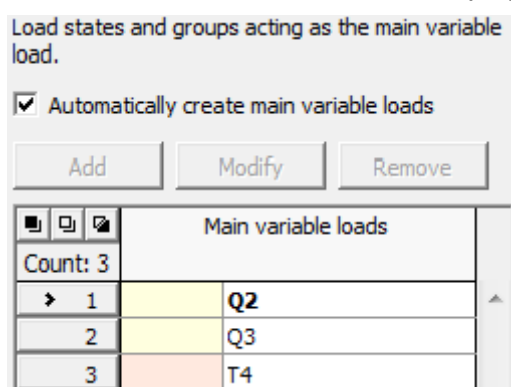 Load states and groups acting as the main variable
load.
Automatically create main variable loads
Add Modify Remove
Main variable loads
Count: 3
1 Q2
2 Q3
3 T4